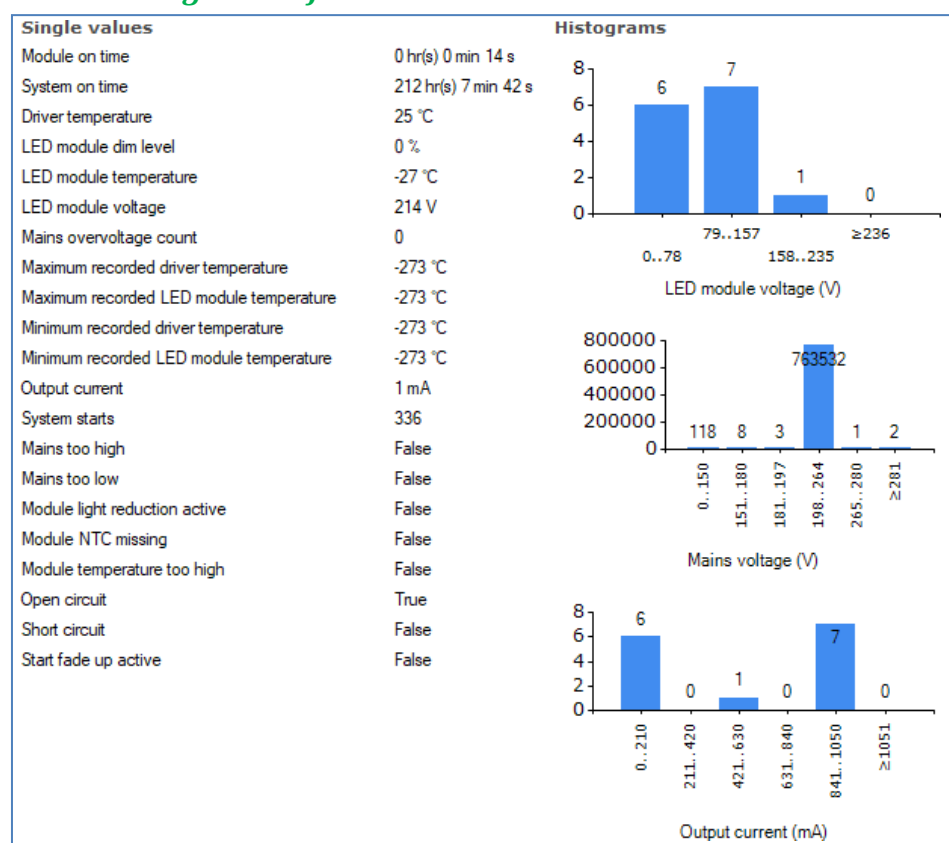 Single values
Module on time 0 hr(s) 0 min 14 s
System on time 212 hr(s) 7 min 42 s
Driver temperature 25 °C
LED module dim level 0 %
LED module temperature -27 °C
LED module voltage 214 V
Mains overvoltage count 0
Maximum recorded driver temperature -273 °C
Maximum recorded LED module temperature -273 °C
Minimum recorded driver temperature -273 °C
Minimum recorded LED module temperature -273 °C
Output current 1 mA
System starts 336
Mains too high False
Mains too low False
Module light reduction active False
Module NTC missing False
Module temperature too high False
Open circuit True
Short circuit False
Start fade up active False
Histograms
8
6
4
2
0
6 7 1 0
79..157 ≥236
0..78 158..235
LED module voltage (V)
800000
600000
400000
200000
0
118 8 3 763532 1 2
0..150 151..180 181..197 198..264 265..280 ≥281
Mains voltage (V)
8
6
4
2
0
6 0 1 0 7 0
0..210 211..420 421..630 631..840 841..1050 ≥1051
Output current (mA)